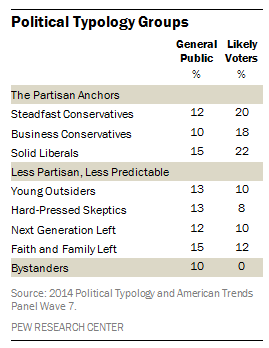 Political Typology Groups
General Likely
Public Voters
% %
The Partisan Anchors
Steadfast Conservatives 12 20
Business Conservatives 10 18
Solid Liberals 15 22
Less Partisan, Less Predictable
Young Outsiders 13 10
Hard-Pressed Skeptics 13 8
Next Generation Left 12 10
Faith and Family Left 15 12
Bystanders 10 0
Source: 2014 Political Typology and American Trends
Panel Wave 7.
PEW RESEARCH CENTER